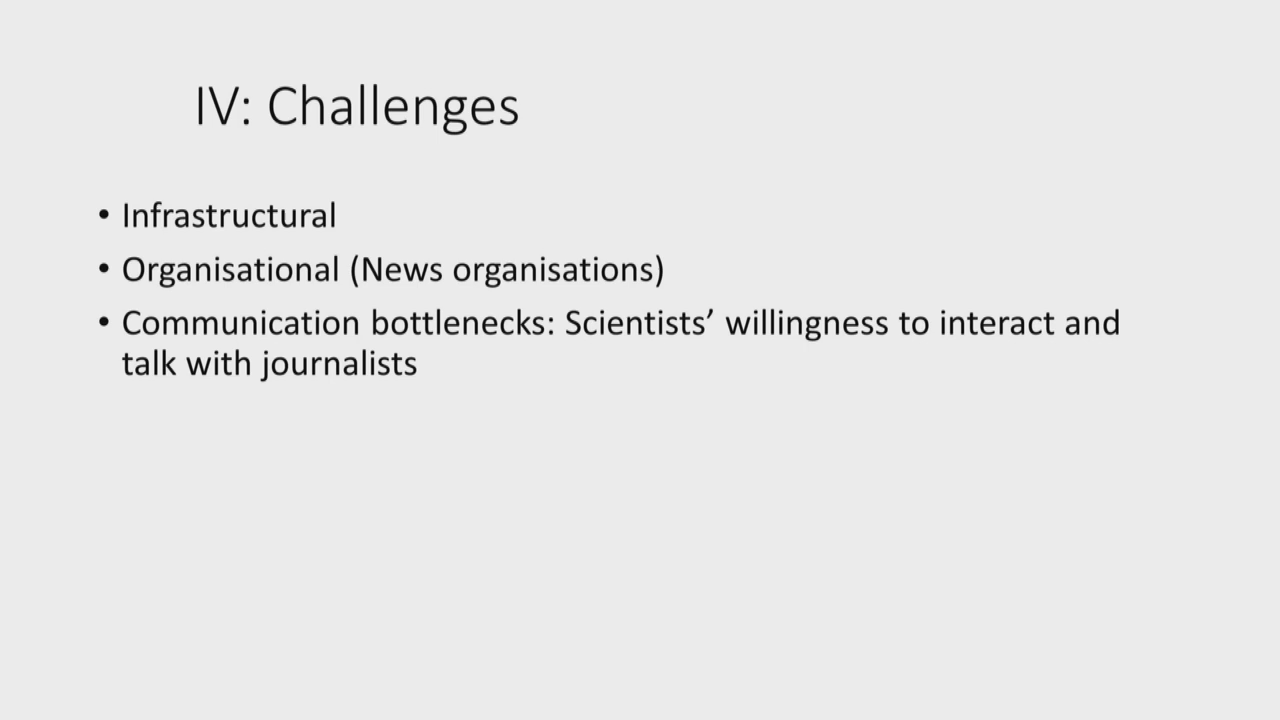 IV: Challenges
• Infrastructural
• Organisational (News organisations)
• Communication bottlenecks: Scientists’ willingness to interact and
talk with journalists